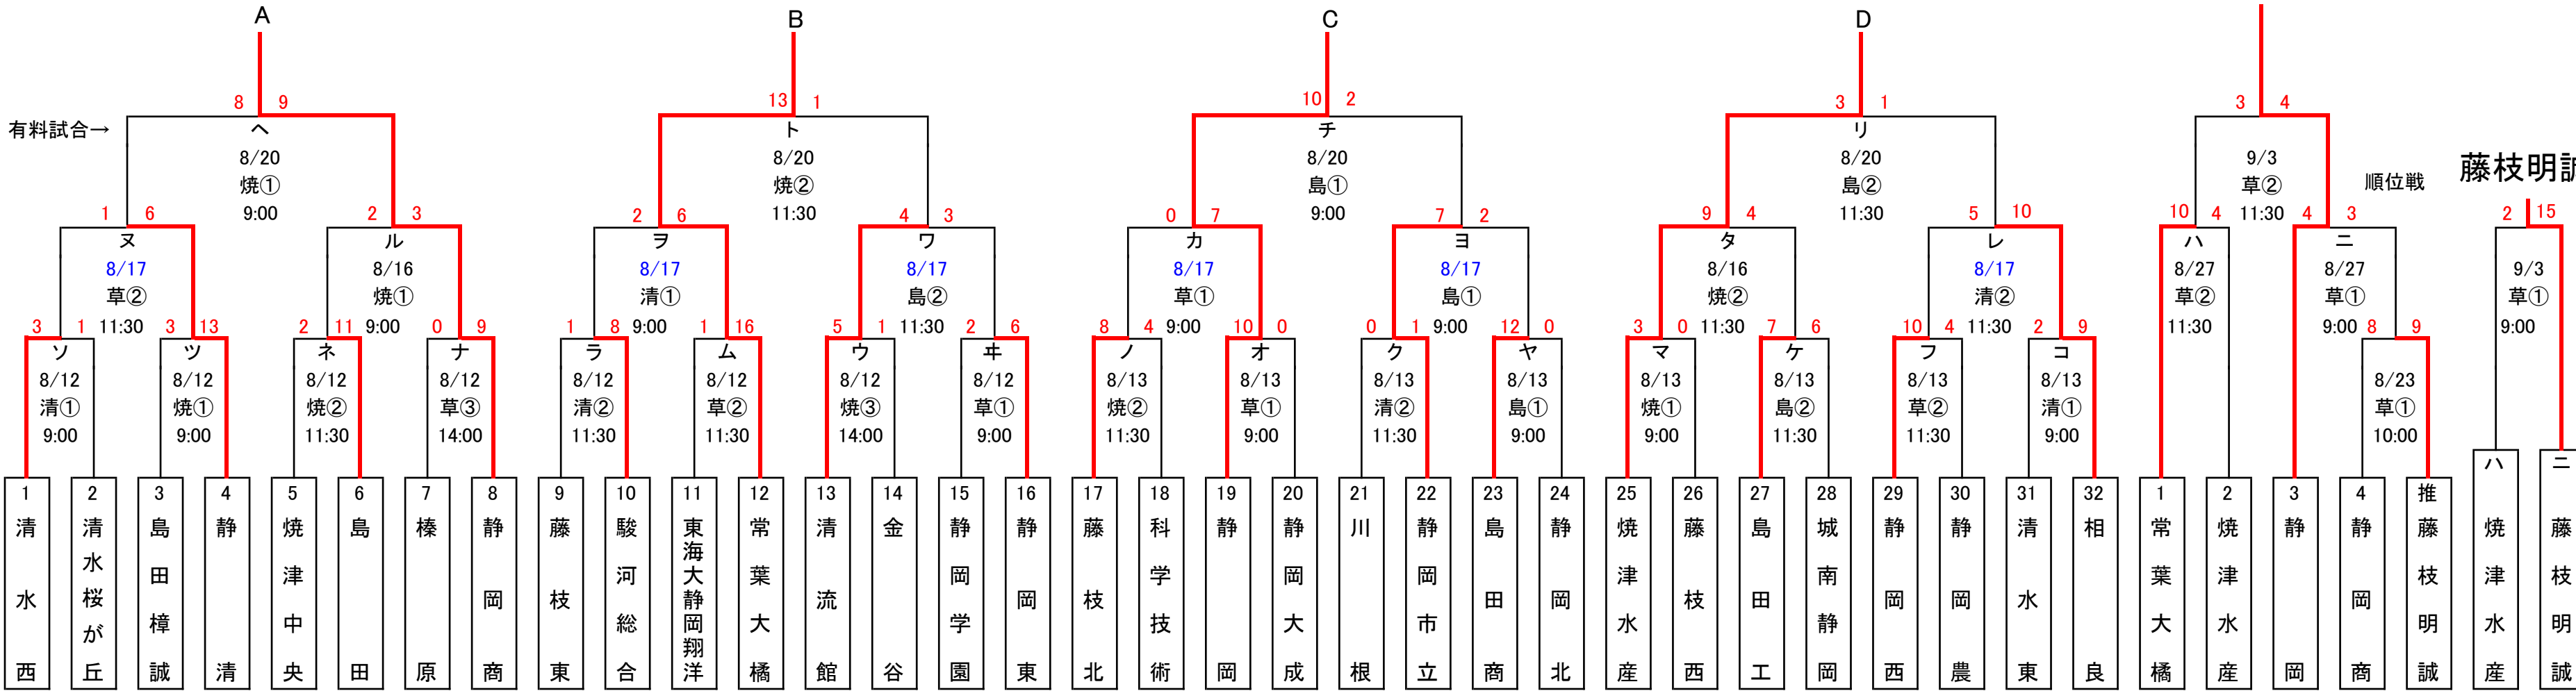 A B C D
8 9 13 1 10 2 3 1 3 4
有料試合→
ヘ ト チ リ
8/20 8/20 8/20 8/20 9/3
焼① 焼② 島① 島② 草② 順位戦 藤枝明
9:00 11:30 9:00 11:30 11:30
1 6 2 3 2 6 4 3 0 7 7 2 9 4 5 10 10 4 4 3 2 15
ヌ ル ヲ ワ カ ヨ タ レ ハ ニ
8/17 8/16 8/17 8/17 8/17 8/17 8/16 8/17 8/27 8/27 9/3
草② 焼① 清① 島② 草① 島① 焼② 清② 草② 草① 草①
11:30 9:00 9:00 11:30 9:00 9:00 11:30 11:30 11:30 9:00 9:00
3 1 3 13 2 11 0 9 1 8 1 16 5 1 2 6 8 4 10 0 0 1 12 0 3 0 7 6 10 4 2 9 8 9
ソ ツ ネ ナ ラ ム ウ ヰ ノ オ ク ヤ マ ケ フ コ
8/12 8/12 8/12 8/12 8/12 8/12 8/12 8/12 8/13 8/13 8/13 8/13 8/13 8/13 8/13 8/13 8/23
清① 焼① 焼② 草③ 清② 草② 焼③ 草① 焼② 草① 清② 島① 焼① 島② 草② 清① 草①
9:00 9:00 11:30 14:00 11:30 11:30 14:00 9:00 11:30 9:00 11:30 9:00 9:00 11:30 11:30 9:00 10:00
1 清水西
2 清水桜が丘
3 島田樟誠
4 静清
5 焼津中央
6 島田
7 榛原
8 静岡商
9 藤枝東
10 駿河総合
11 東海大静岡翔洋
12 常葉大橘
13 清流館
14 金谷
15 静岡学園
16 静岡東
17 藤枝北
18 科学技術
19 静岡
20 静岡大成
21 川根
22 静岡市立
23 島田商
24 静岡北
25 焼津水産
26 藤枝西
27 島田工
28 城南静岡
29 静岡西
30 静岡農
31 清水東
32 相良
1 常葉大橘
2 焼津水産
3 静岡
4 静岡商
推 藤枝明誠
ハ 焼津水産
ニ 藤枝明誠